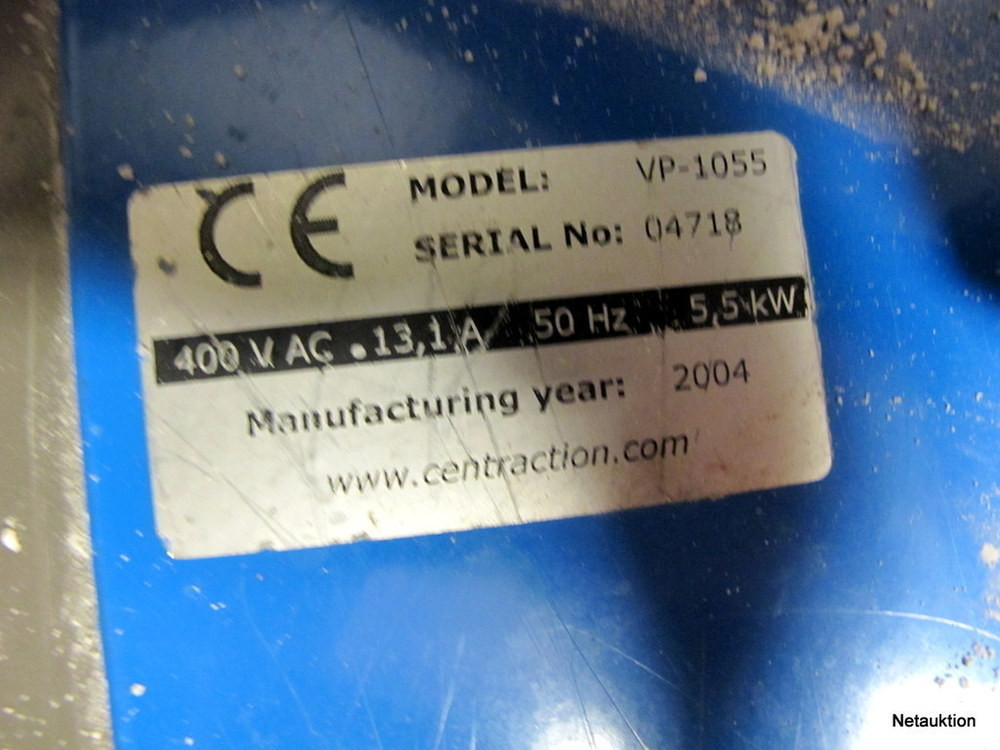 CE
MODEL: VP-1055
SERIAL No: 04718
400 V AC . 13,1 A 50 Hz 5,5 kW
Manufacturing year: 2004
www.centraction.com
Netauktion